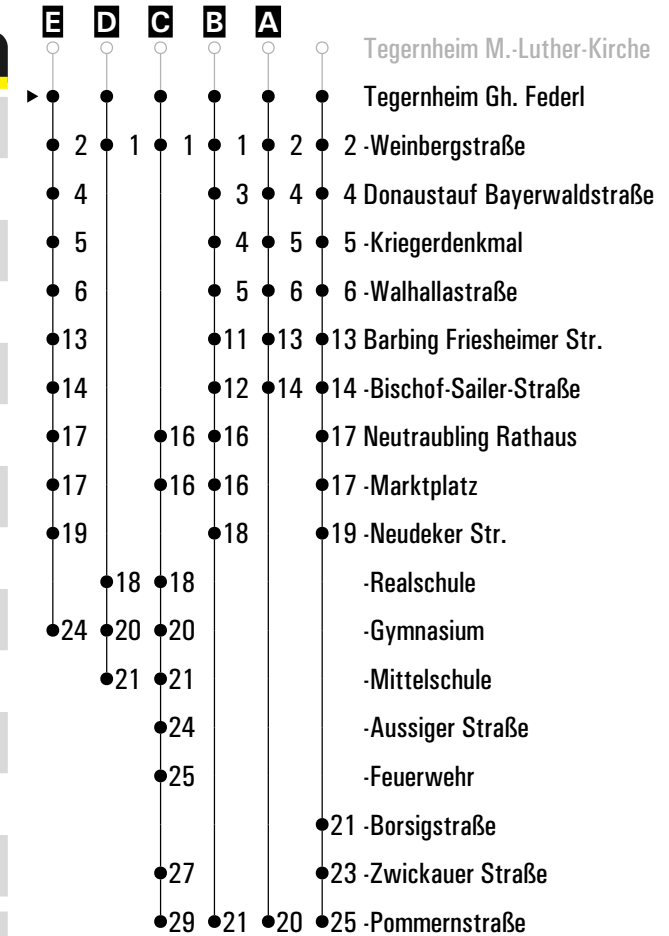 E D C B A
Tegernheim M.-Luther-Kirche
Tegernheim Gh. Federl
2 1 1 1 2 2 -Weinbergstraße
4 3 4 4 Donaustauf Bayerwaldstraße
5 4 5 5 -Kriegerdenkmal
6 5 6 6 -Walhallastraße
13 11 13 13 Barbing Friesheimer Str.
14 12 14 14 -Bischof-Sailer-Straße
17 16 16 17 Neutraubling Rathaus
17 16 16 17 -Marktplatz
19 18 19 -Neudeker Str.
18 18 -Realschule
24 20 20 -Gymnasium
21 21 -Mittelschule
24 -Aussiger Straße
25 -Feuerwehr
21 -Borsigstraße
27 23 -Zwickauer Straße
29 21 20 25 -Pommernstraße